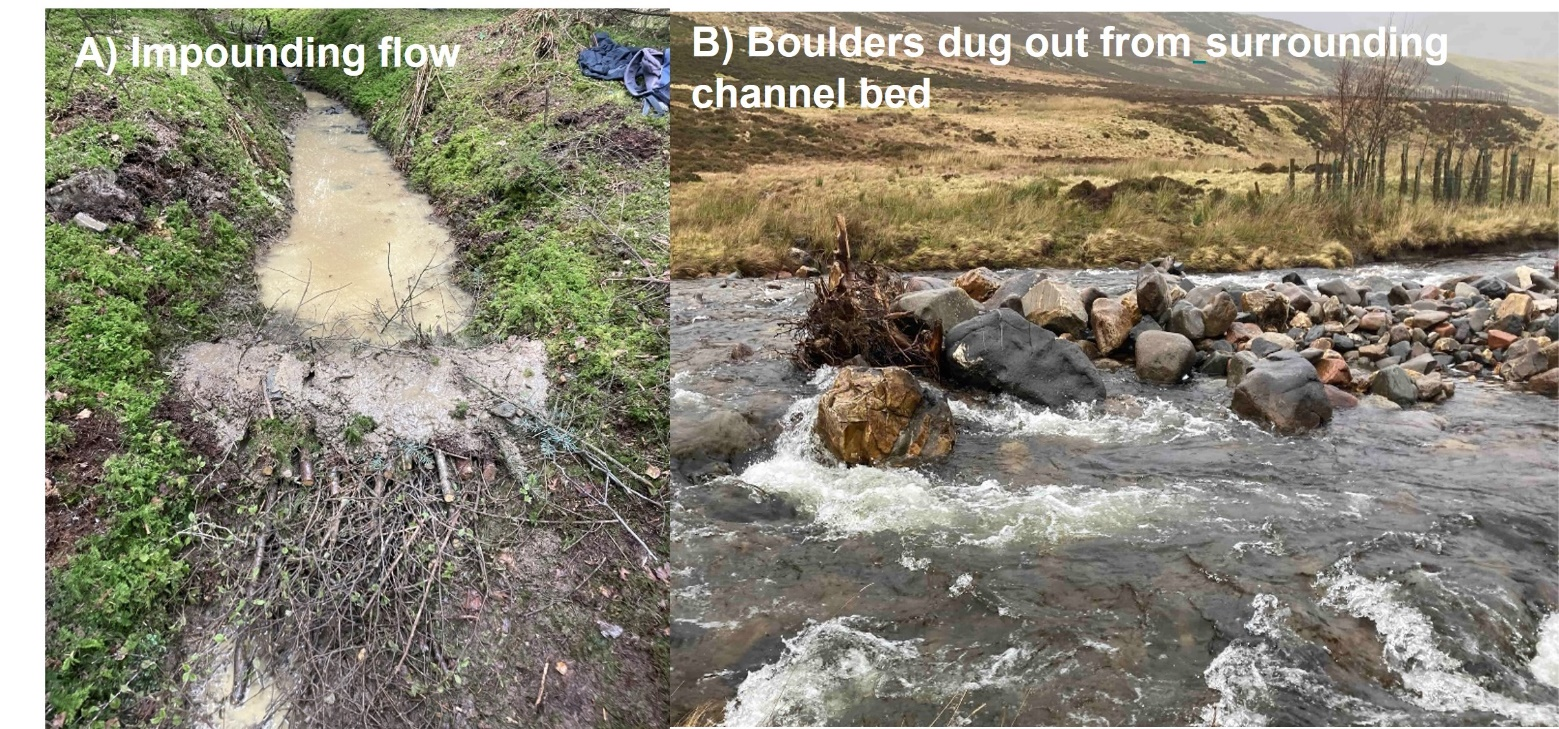 A) Impounding flow
B) Boulders dug out from surrounding
channel bed